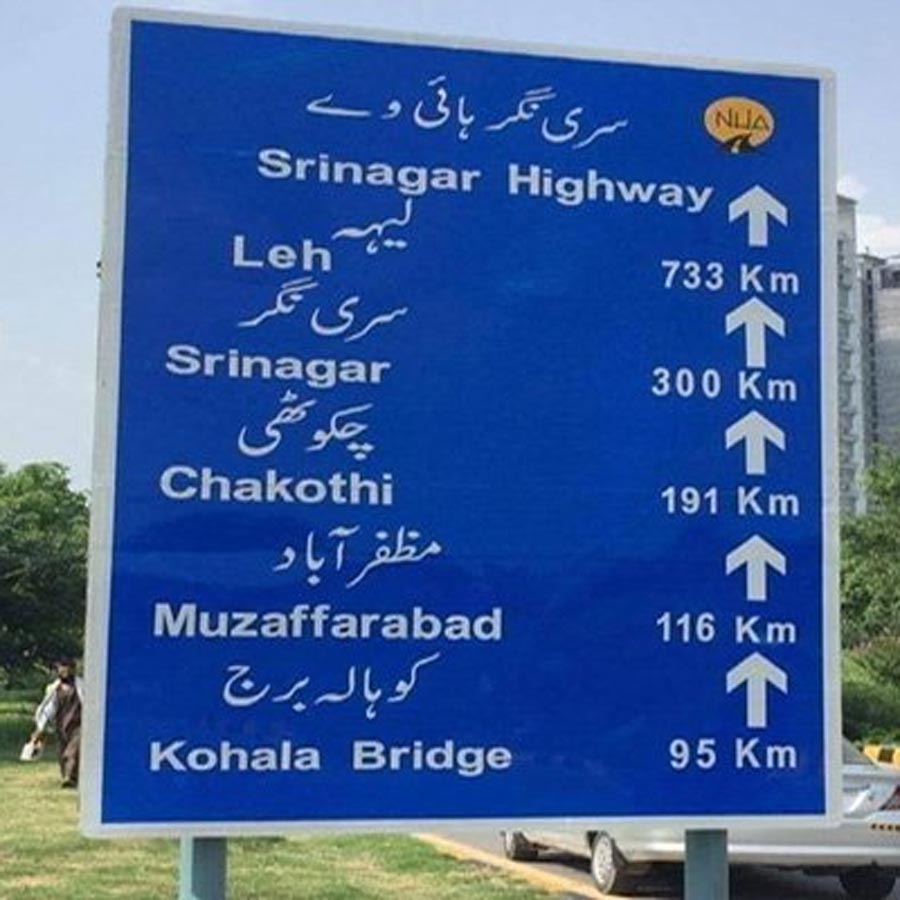 سری نگر ہائی وے
NHA
Srinagar Highway
لیہہ
Leh 733 Km
سری نگر
Srinagar 300 Km
چکوٹھی
Chakothi 191 Km
مظفر آباد
Muzaffarabad 116 Km
کوہالہ برج
Kohala Bridge 95 Km